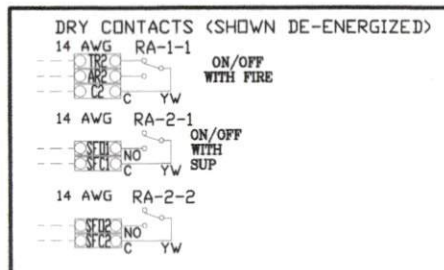 DRY CONTACTS (SHOWN DE-ENERGIZED)
14 AWG RA-1-1
TR2
AR2
C2
C YW
ON/OFF
WITH FIRE
14 AWG RA-2-1
ON/OFF
WITH
SUP
SFO1
SFC1
NO
C YW
14 AWG RA-2-2
SFO2
SFC2
NO
C YW